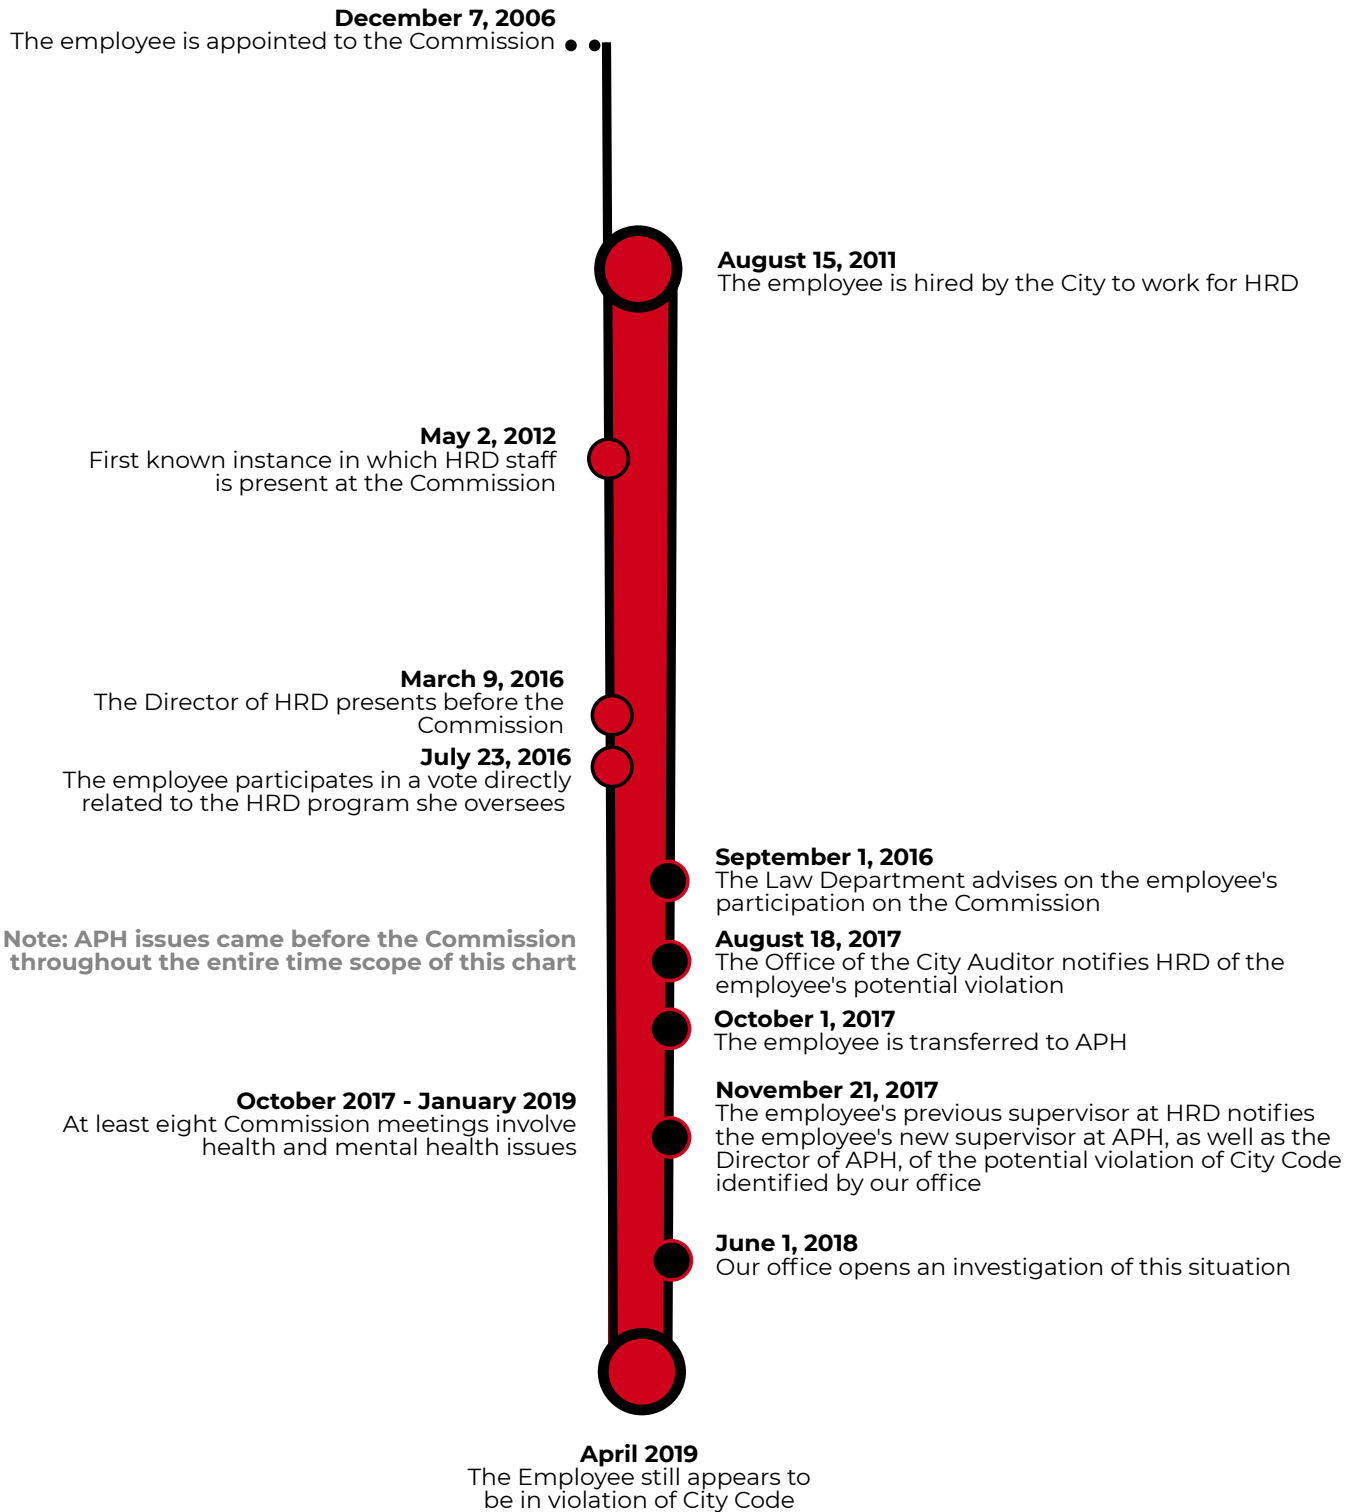 December 7, 2006
The employee is appointed to the Commission
August 15, 2011
The employee is hired by the City to work for HRD
May 2, 2012
First known instance in which HRD staff
is present at the Commission
March 9, 2016
The Director of HRD presents before the
Commission
July 23, 2016
The employee participates in a vote directly
related to the HRD program she oversees
September 1, 2016
The Law Department advises on the employee's
participation on the Commission
Note: APH issues came before the Commission
throughout the entire time scope of this chart
August 18, 2017
The Office of the City Auditor notifies HRD of the
employee's potential violation
October 1, 2017
The employee is transferred to APH
October 2017 - January 2019
At least eight Commission meetings involve
health and mental health issues
November 21, 2017
The employee's previous supervisor at HRD notifies
the employee's new supervisor at APH, as well as the
Director of APH, of the potential violation of City Code
identified by our office
June 1, 2018
Our office opens an investigation of this situation
April 2019
The Employee still appears to
be in violation of City Code